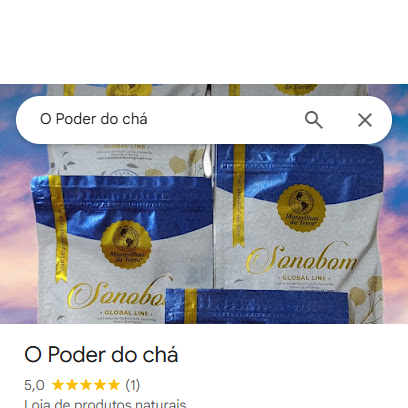 O Poder do chá
Maravilhas
da Terra
Sonobom
• GLOBAL LINE •
Maravilhas
da Terra
Sonobom
• GLOBAL LINE •
O Poder do chá
5,0 ★★★★★ (1)
Loja de produtos naturais